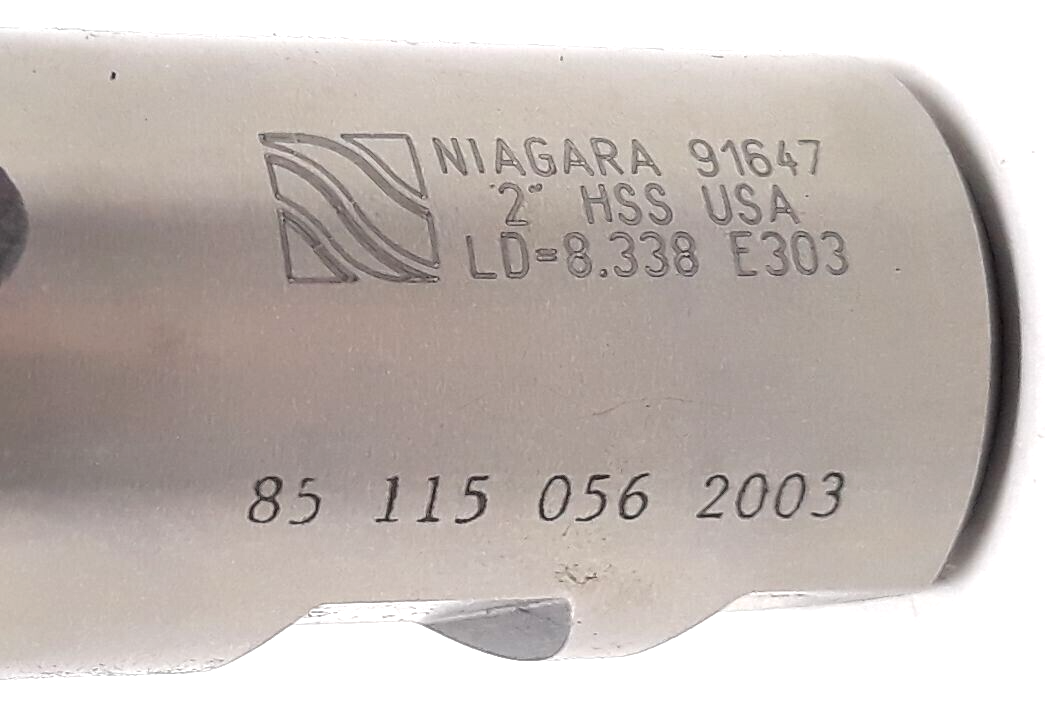 NIAGARA 91647
2" HSS USA
LD=8.338 E303
85 115 056 2003